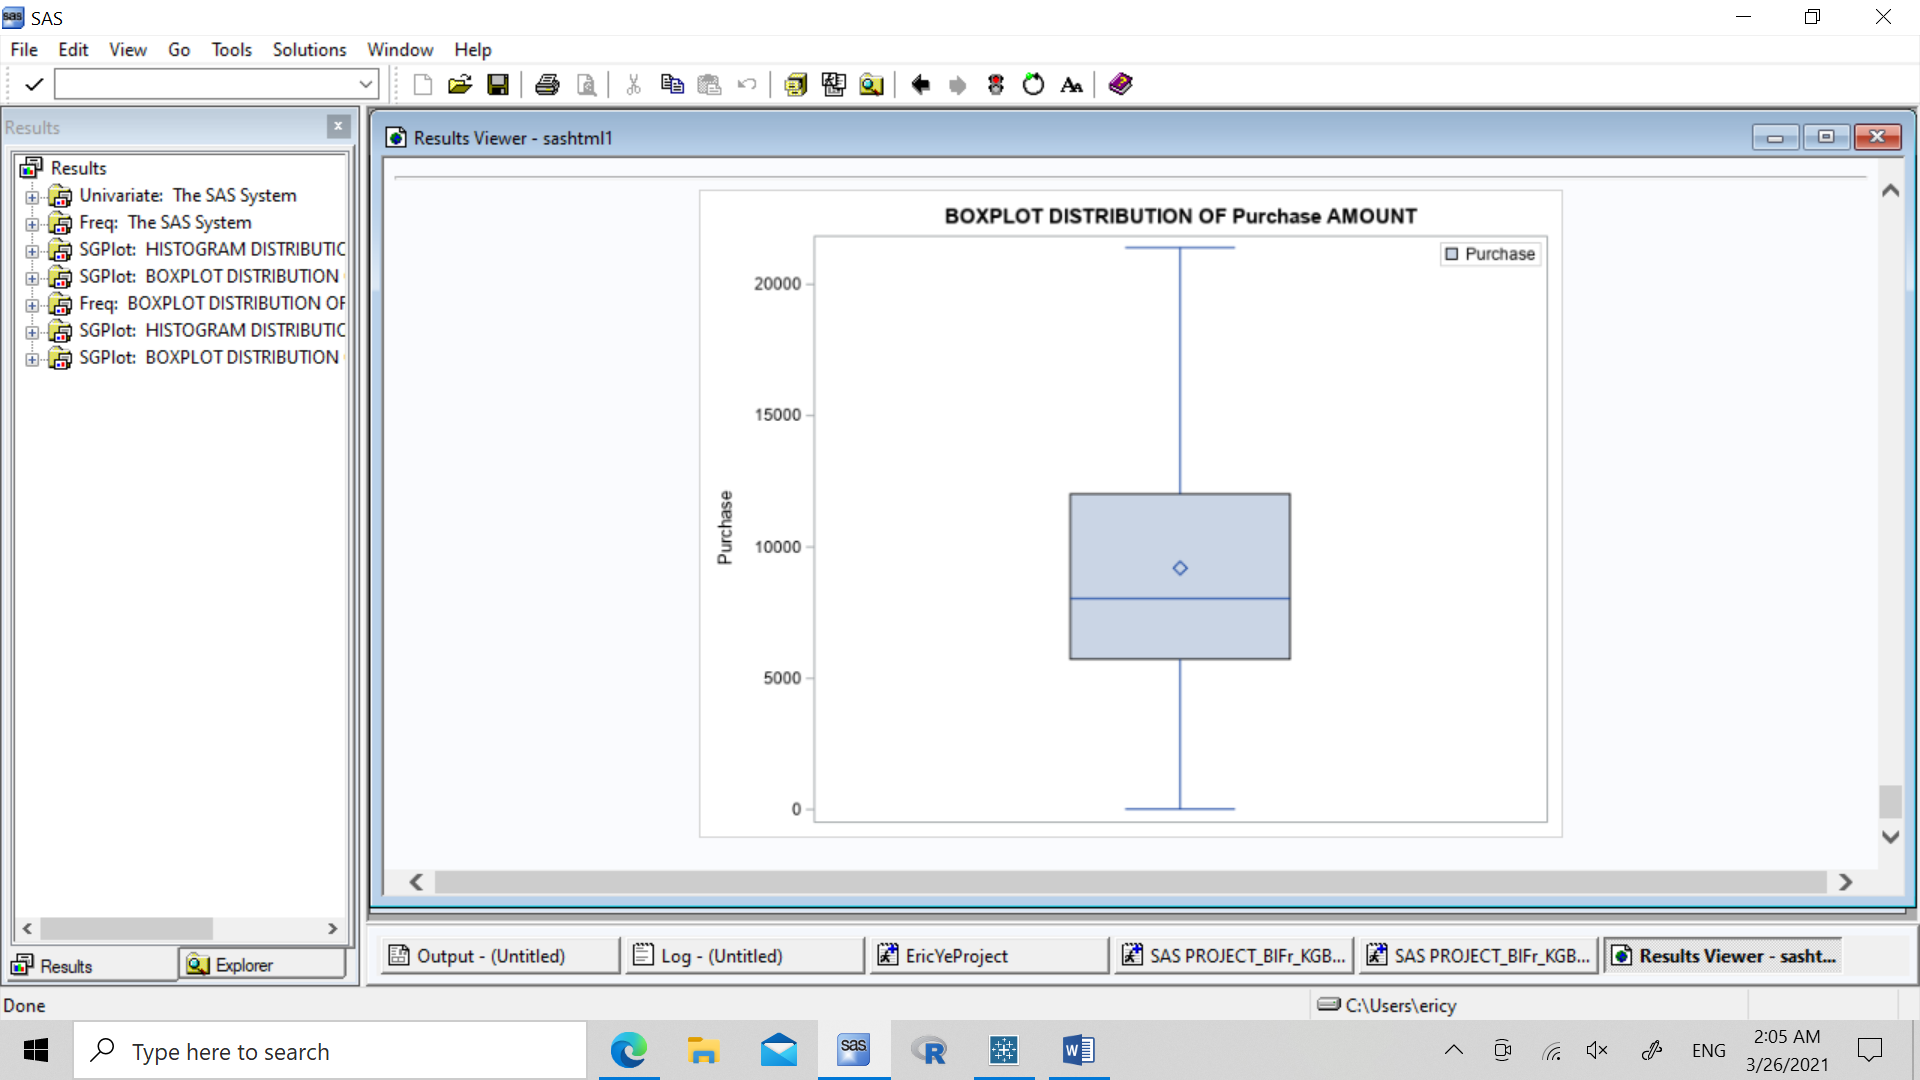 SAS
File Edit View Go Tools Solutions Window Help
Results
Results Viewer - sashtml1
Results
Univariate: The SAS System
Freq: The SAS System
SGPlot: HISTOGRAM DISTRIBUTIC
SGPlot: BOXPLOT DISTRIBUTION
Freq: BOXPLOT DISTRIBUTION OF
SGPlot: HISTOGRAM DISTRIBUTIC
SGPlot: BOXPLOT DISTRIBUTION
BOXPLOT DISTRIBUTION OF Purchase AMOUNT
Purchase
20000
15000
10000
5000
0
Purchase
Results Explorer
Output - (Untitled) Log - (Untitled) EricYeProject SAS PROJECT_BIFr_KGB... SAS PROJECT_BIFr_KGB... Results Viewer - sasht...
Done C:\Users\ericy
Type here to search
sas
R
W
ENG
2:05 AM
3/26/2021